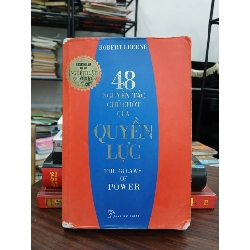 ROBERT GREENE
48
NGUYÊN TẮC
CHỦ CHỐT
CỦA
QUYỀN
LỰC
THE 48 LAWS
OF
POWER